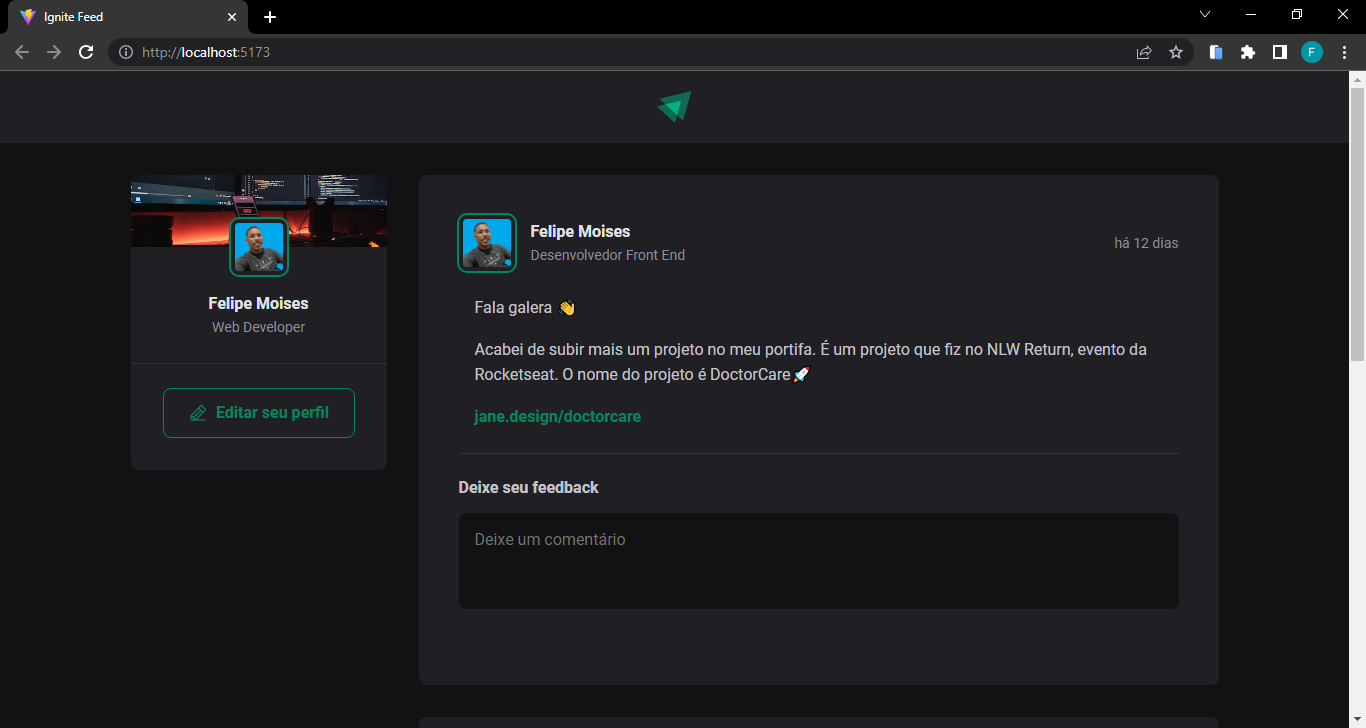 Ignite Feed
http://localhost:5173
F
Felipe Moises
Web Developer
Editar seu perfil
Felipe Moises
Desenvolvedor Front End
há 12 dias
Fala galera 👋
Acabei de subir mais um projeto no meu portifa. É um projeto que fiz no NLW Return, evento da
Rocketseat. O nome do projeto é DoctorCare🚀
jane.design/doctorcare
Deixe seu feedback
Deixe um comentário